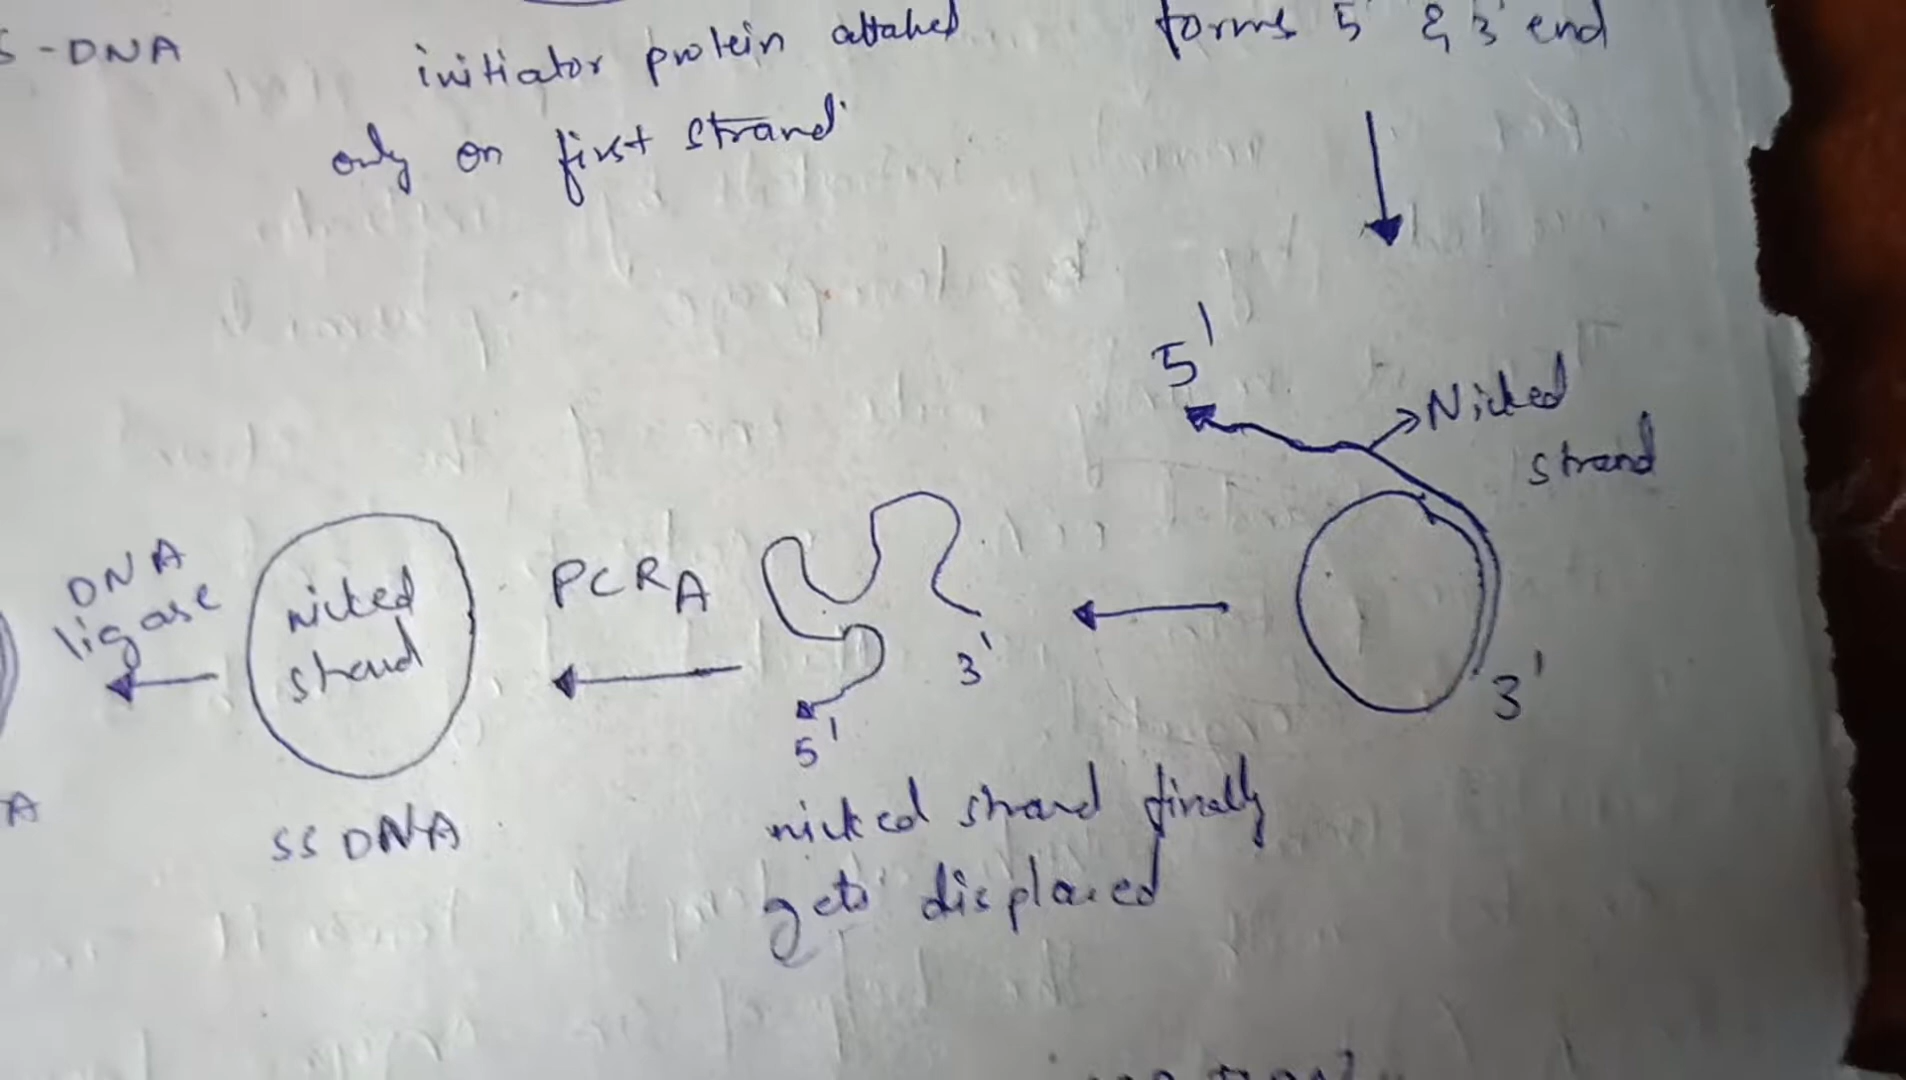 S-DNA
initiator protein attaked
only on first strand
forms 5' & 3' end
5'
Nicked
strand
3'
3'
5'
nicked strand finally
gets displaced
PCRA
nicked
strand
SS DNA
DNA
ligase
A